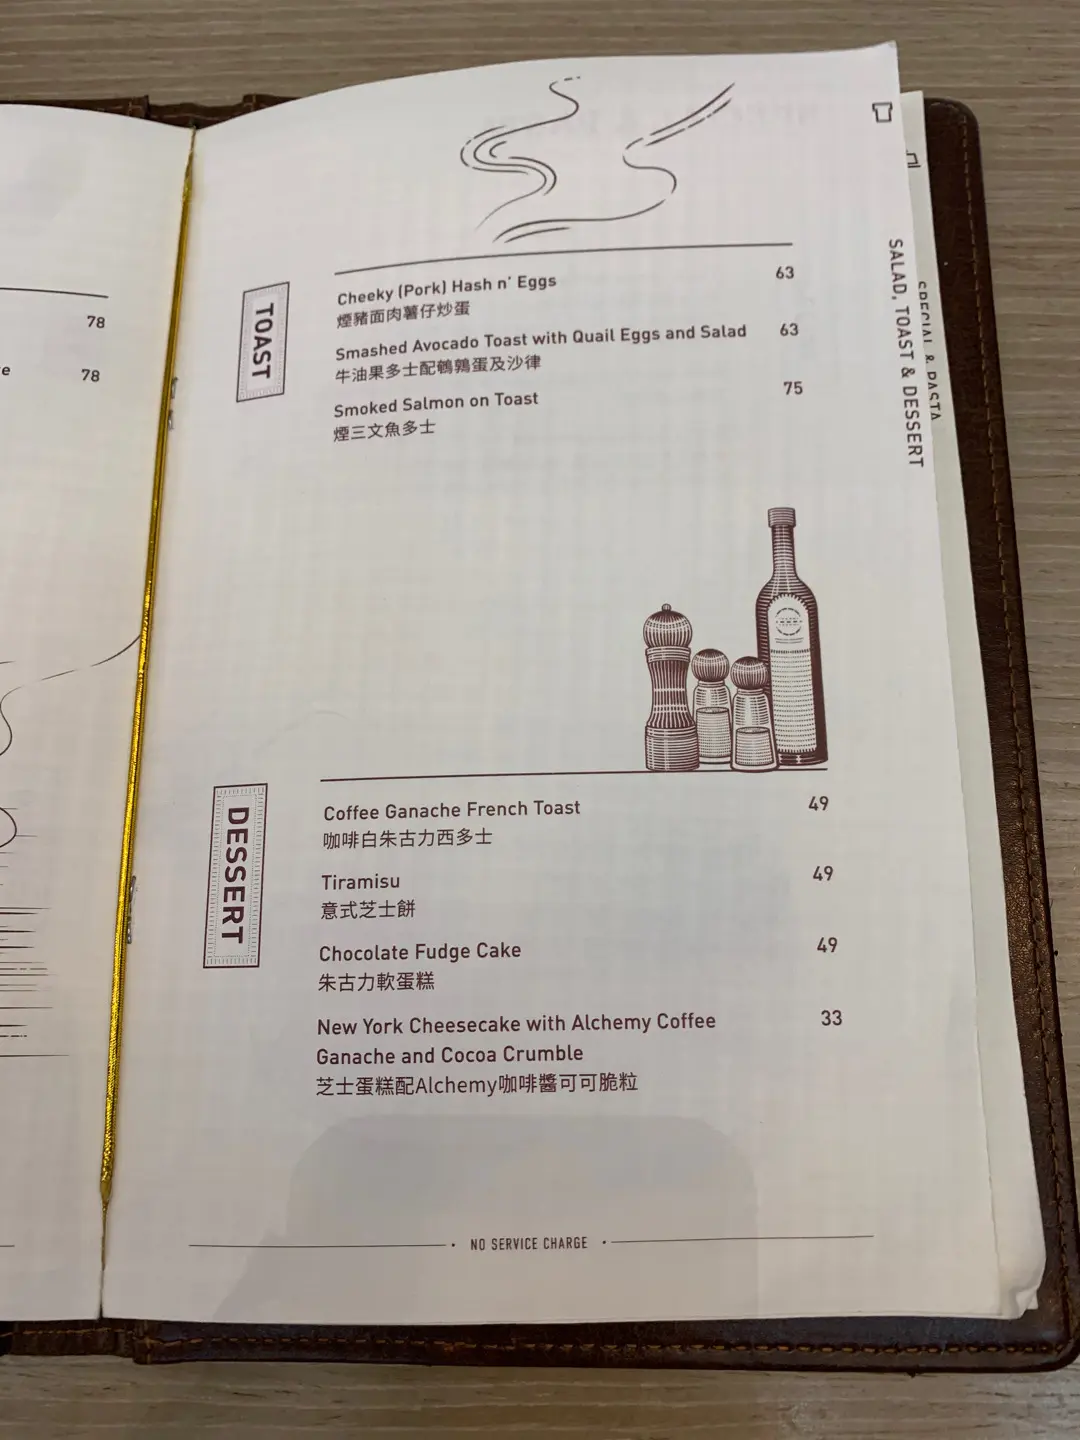 78
78
TOAST
Cheeky (Pork) Hash n' Eggs 63
煙豬面肉薯仔炒蛋
Smashed Avocado Toast with Quail Eggs and Salad 63
牛油果多士配鵪鶉蛋及沙律
Smoked Salmon on Toast 75
煙三文魚多士
DESSERT
Coffee Ganache French Toast 49
咖啡白朱古力西多士
Tiramisu 49
意式芝士餅
Chocolate Fudge Cake 49
朱古力軟蛋糕
New York Cheesecake with Alchemy Coffee 33
Ganache and Cocoa Crumble
芝士蛋糕配Alchemy咖啡醬可可脆粒
• NO SERVICE CHARGE •
SALAD, TOAST & DESSERT
SPECIAL & PASTA